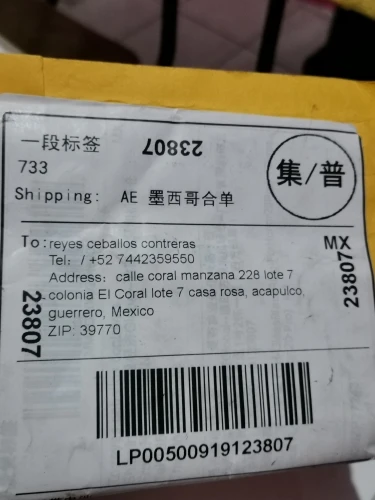 一段标签
23807
733
集/普
Shipping: AE 墨西哥合单
To: reyes ceballos contreras
MX
Tel: / +52 7442359550
Address: calle coral manzana 228 lote 7
colonia El Coral lote 7 casa rosa, acapulco,
guerrero, Mexico
ZIP: 39770
23807
23807
LP00500919123807